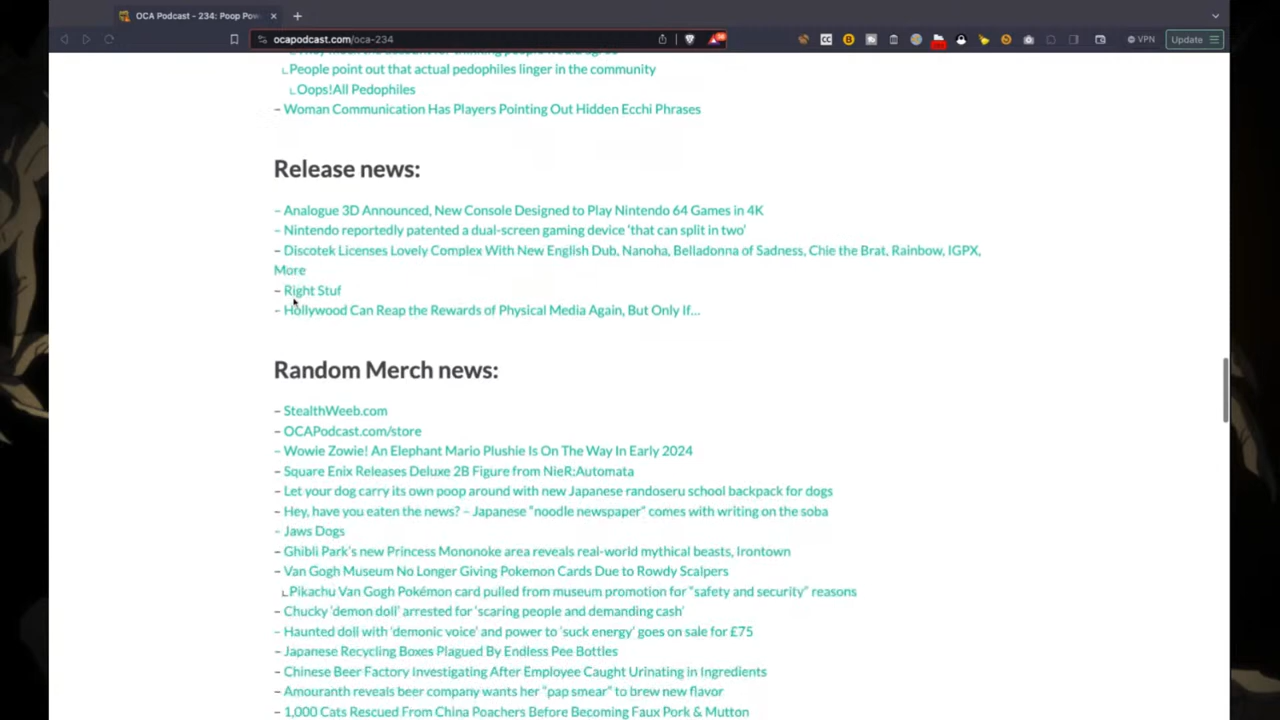 OCA Podcast - 234: Poop Pow
ocapodcast.com/oca-234
VPN
Update
People point out that actual pedophiles linger in the community
Oops!All Pedophiles
– Woman Communication Has Players Pointing Out Hidden Ecchi Phrases
Release news:
– Analogue 3D Announced, New Console Designed to Play Nintendo 64 Games in 4K
– Nintendo reportedly patented a dual-screen gaming device ‘that can split in two’
– Discotek Licenses Lovely Complex With New English Dub, Nanoha, Belladonna of Sadness, Chie the Brat, Rainbow, IGPX,
More
– Right Stuf
– Hollywood Can Reap the Rewards of Physical Media Again, But Only If…
Random Merch news:
– StealthWeeb.com
– OCAPodcast.com/store
– Wowie Zowie! An Elephant Mario Plushie Is On The Way In Early 2024
– Square Enix Releases Deluxe 2B Figure from NieR:Automata
– Let your dog carry its own poop around with new Japanese randoseru school backpack for dogs
– Hey, have you eaten the news? – Japanese “noodle newspaper” comes with writing on the soba
– Jaws Dogs
– Ghibli Park’s new Princess Mononoke area reveals real-world mythical beasts, Irontown
– Van Gogh Museum No Longer Giving Pokemon Cards Due to Rowdy Scalpers
Pikachu Van Gogh Pokémon card pulled from museum promotion for “safety and security” reasons
– Chucky ‘demon doll’ arrested for ‘scaring people and demanding cash’
– Haunted doll with ‘demonic voice’ and power to ‘suck energy’ goes on sale for £75
– Japanese Recycling Boxes Plagued By Endless Pee Bottles
– Chinese Beer Factory Investigating After Employee Caught Urinating in Ingredients
– Amouranth reveals beer company wants her “pap smear” to brew new flavor
– 1,000 Cats Rescued From China Poachers Before Becoming Faux Pork & Mutton